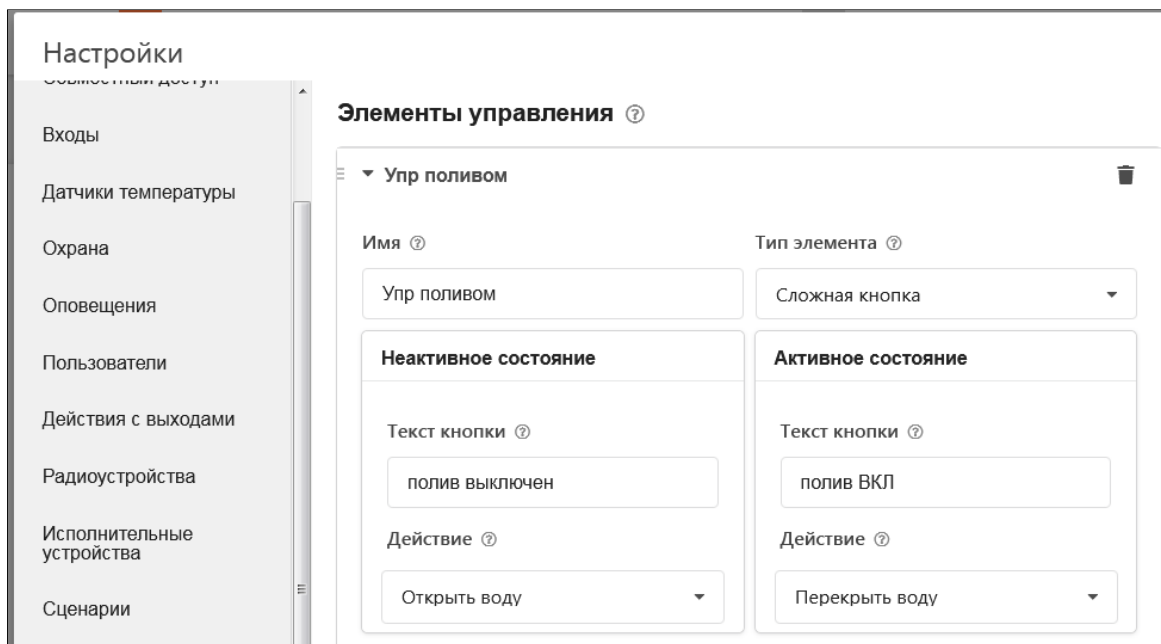 Настройки
Совместный доступ
Входы
Датчики температуры
Охрана
Оповещения
Пользователи
Действия с выходами
Радиоустройства
Исполнительные
устройства
Сценарии
Элементы управления ?
Упр поливом
Имя ?
Тип элемента ?
Упр поливом
Сложная кнопка
Неактивное состояние
Активное состояние
Текст кнопки ?
Текст кнопки ?
полив выключен
полив ВКЛ
Действие ?
Действие ?
Открыть воду
Перекрыть воду